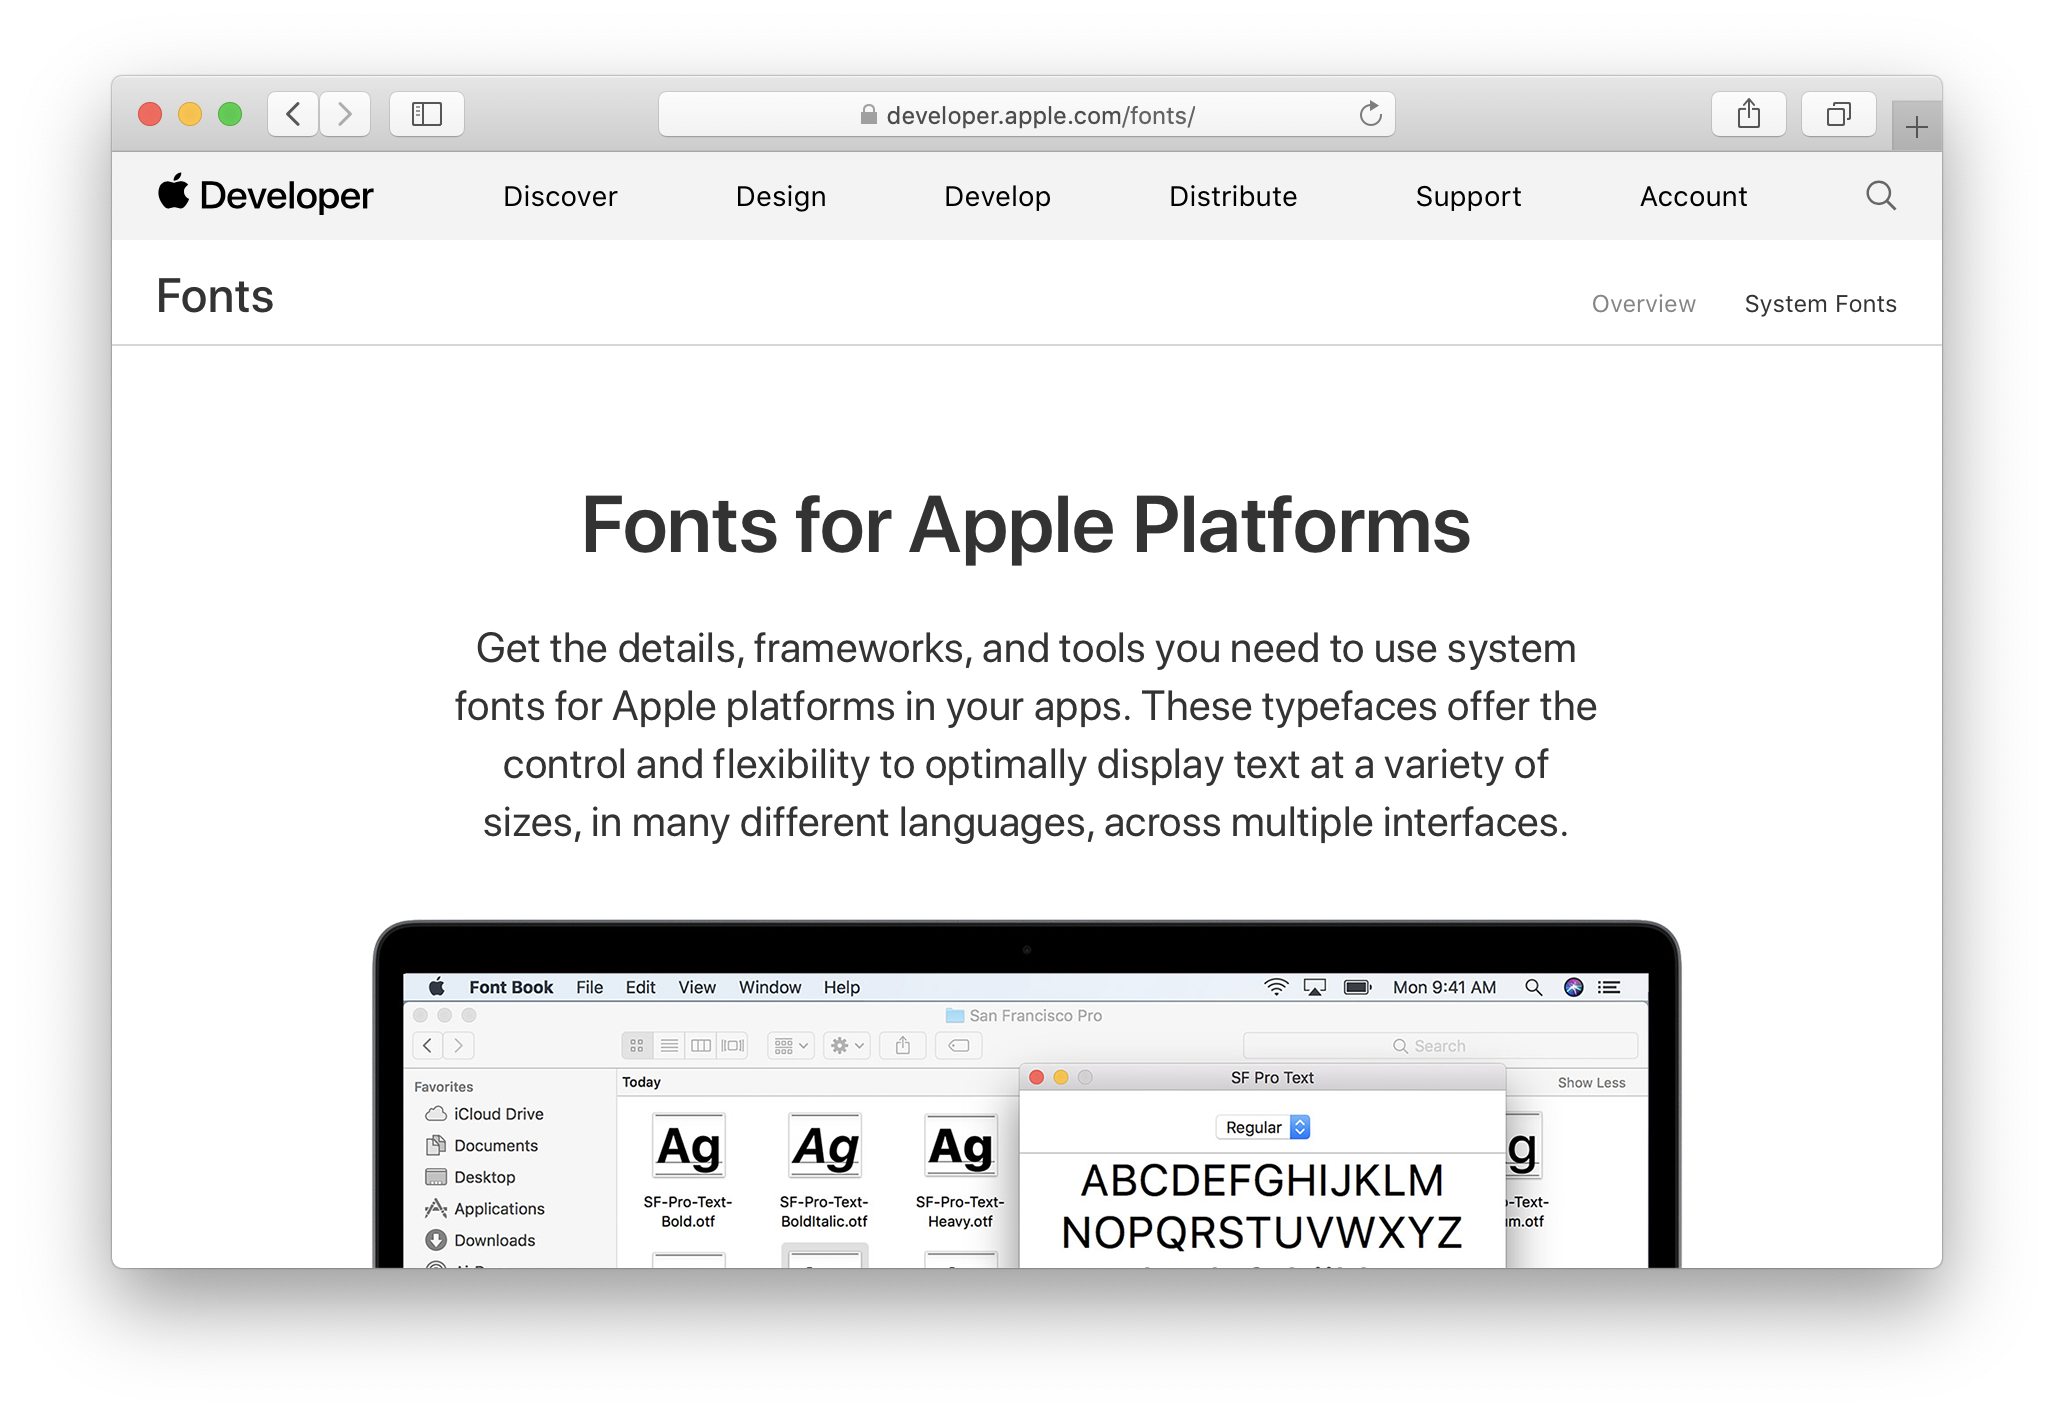 developer.apple.com/fonts/
Developer
Discover
Design
Develop
Distribute
Support
Account
Fonts
Overview
System Fonts
Fonts for Apple Platforms
Get the details, frameworks, and tools you need to use system
fonts for Apple platforms in your apps. These typefaces offer the
control and flexibility to optimally display text at a variety of
sizes, in many different languages, across multiple interfaces.
Font Book File Edit View Window Help
Mon 9:41 AM
San Francisco Pro
Search
Favorites
iCloud Drive
Documents
Desktop
Applications
Downloads
Today
Show Less
Ag
SF-Pro-Text-
Bold.otf
Ag
SF-Pro-Text-
BoldItalic.otf
Ag
SF-Pro-Text-
Heavy.otf
SF Pro Text
Regular
ABCDEFGHIJKLM
NOPQRSTUVWXYZ
g
-Text-
m.otf